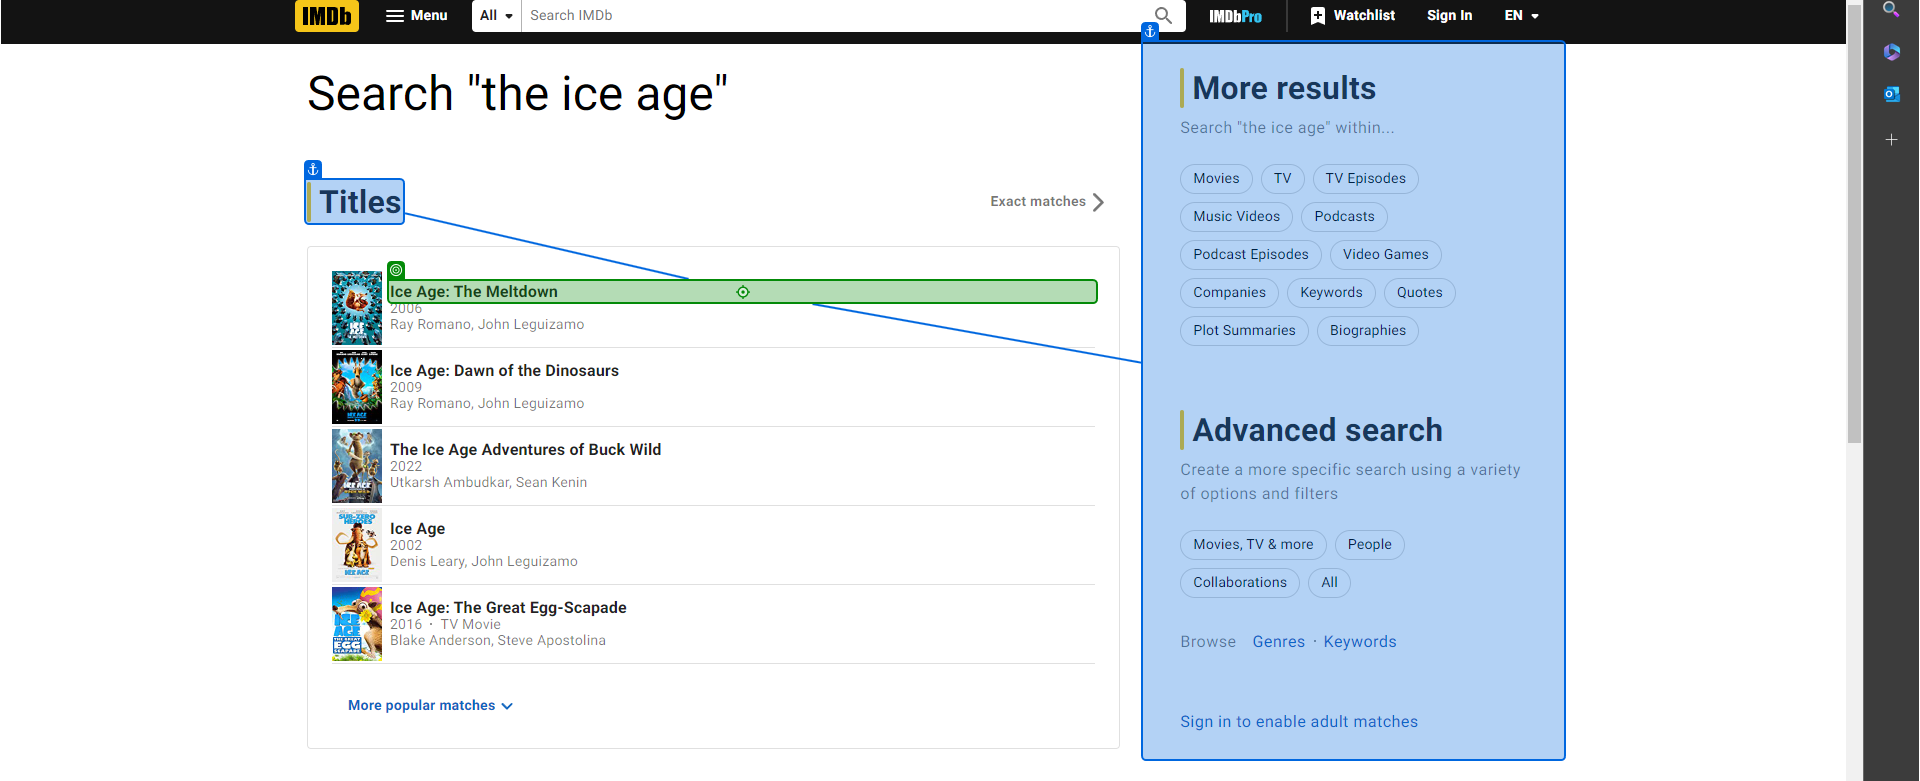 IMDb Menu All Search IMDb IMDbPro Watchlist Sign In EN
Search "the ice age"
Titles
Exact matches
Ice Age: The Meltdown
2006
Ray Romano, John Leguizamo
Ice Age: Dawn of the Dinosaurs
2009
Ray Romano, John Leguizamo
The Ice Age Adventures of Buck Wild
2022
Utkarsh Ambudkar, Sean Kenin
Ice Age
2002
Denis Leary, John Leguizamo
Ice Age: The Great Egg-Scapade
2016 · TV Movie
Blake Anderson, Steve Apostolina
More popular matches
More results
Search "the ice age" within...
Movies TV TV Episodes
Music Videos Podcasts
Podcast Episodes Video Games
Companies Keywords Quotes
Plot Summaries Biographies
Advanced search
Create a more specific search using a variety
of options and filters
Movies, TV & more People
Collaborations All
Browse Genres · Keywords
Sign in to enable adult matches